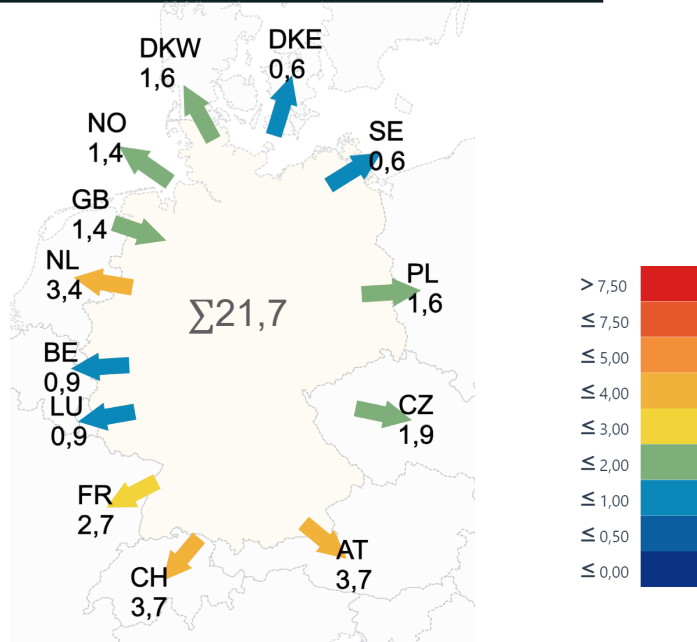 DKW
1,6
DKE
0,6
NO
1,4
SE
0,6
GB
1,4
NL
3,4
PL
1,6
∑21,7
BE
0,9
LU
0,9
CZ
1,9
FR
2,7
AT
3,7
CH
3,7
> 7,50
≤ 7,50
≤ 5,00
≤ 4,00
≤ 3,00
≤ 2,00
≤ 1,00
≤ 0,50
≤ 0,00